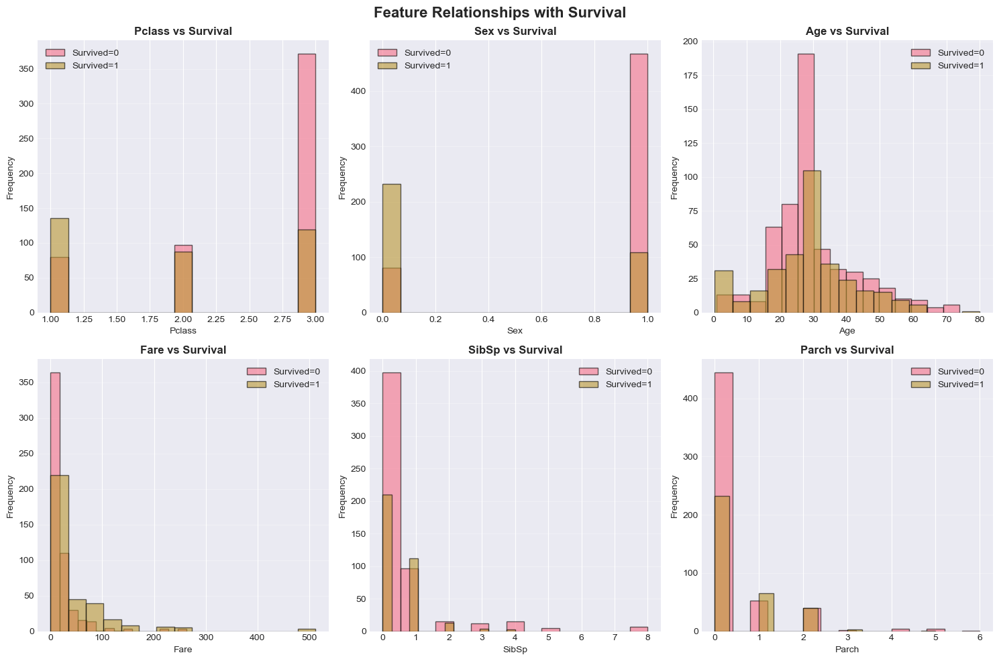 Feature Relationships with Survival
Pclass vs Survival
Survived=0
Survived=1
350
300
250
200
150
100
50
0
Frequency
1.00 1.25 1.50 1.75 2.00 2.25 2.50 2.75 3.00
Pclass
Sex vs Survival
Survived=0
Survived=1
400
300
200
100
0
Frequency
0.0 0.2 0.4 0.6 0.8 1.0
Sex
Age vs Survival
Survived=0
Survived=1
200
175
150
125
100
75
50
25
0
Frequency
0 10 20 30 40 50 60 70 80
Age
Fare vs Survival
Survived=0
Survived=1
350
300
250
200
150
100
50
0
Frequency
0 100 200 300 400 500
Fare
SibSp vs Survival
Survived=0
Survived=1
400
350
300
250
200
150
100
50
0
Frequency
0 1 2 3 4 5 6 7 8
SibSp
Parch vs Survival
Survived=0
Survived=1
400
300
200
100
0
Frequency
0 1 2 3 4 5 6
Parch